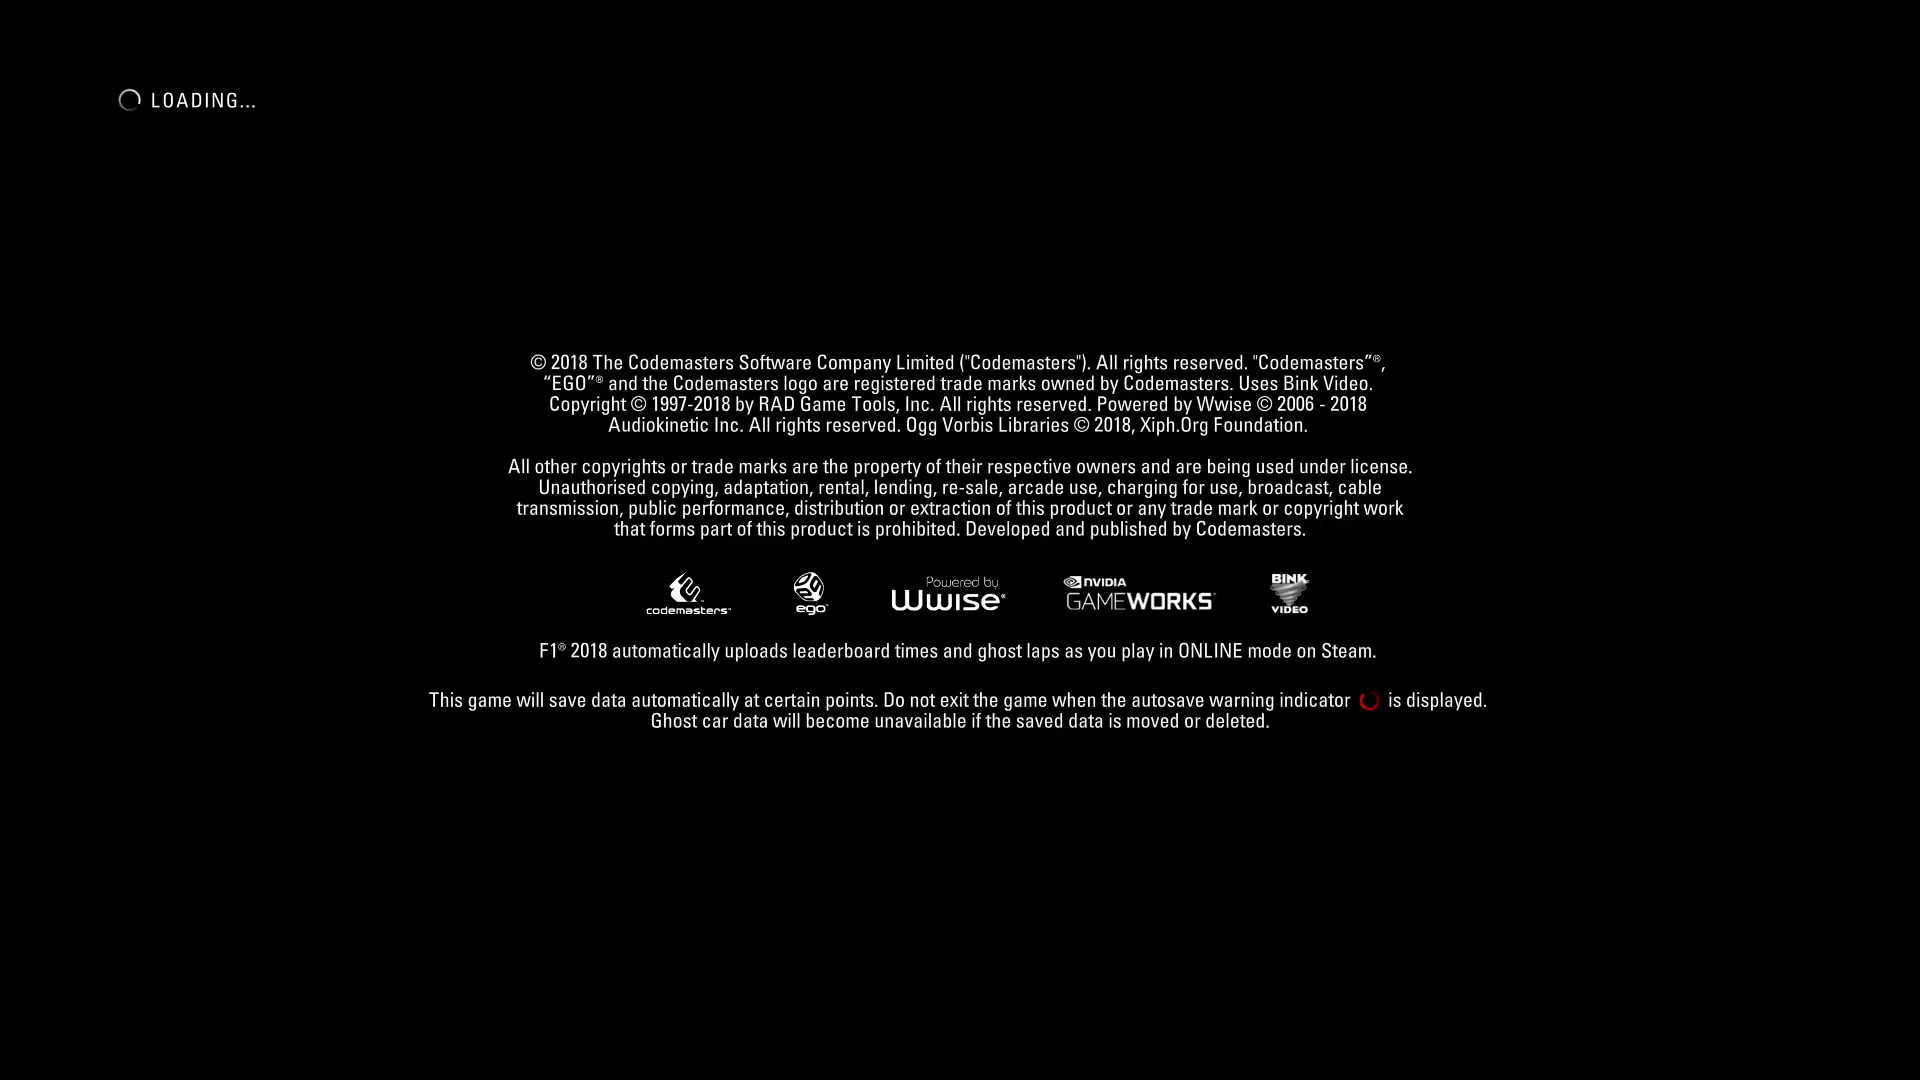 LOADING...
© 2018 The Codemasters Software Company Limited ("Codemasters"). All rights reserved. "Codemasters”®,
“EGO”® and the Codemasters logo are registered trade marks owned by Codemasters. Uses Bink Video.
Copyright © 1997-2018 by RAD Game Tools, Inc. All rights reserved. Powered by Wwise © 2006 - 2018
Audiokinetic Inc. All rights reserved. Ogg Vorbis Libraries © 2018, Xiph.Org Foundation.
All other copyrights or trade marks are the property of their respective owners and are being used under license.
Unauthorised copying, adaptation, rental, lending, re-sale, arcade use, charging for use, broadcast, cable
transmission, public performance, distribution or extraction of this product or any trade mark or copyright work
that forms part of this product is prohibited. Developed and published by Codemasters.
codemasters™
ego™
Powered by
Wwise®
NVIDIA
GAMEWORKS™
BINK
VIDEO
F1® 2018 automatically uploads leaderboard times and ghost laps as you play in ONLINE mode on Steam.
This game will save data automatically at certain points. Do not exit the game when the autosave warning indicator is displayed.
Ghost car data will become unavailable if the saved data is moved or deleted.